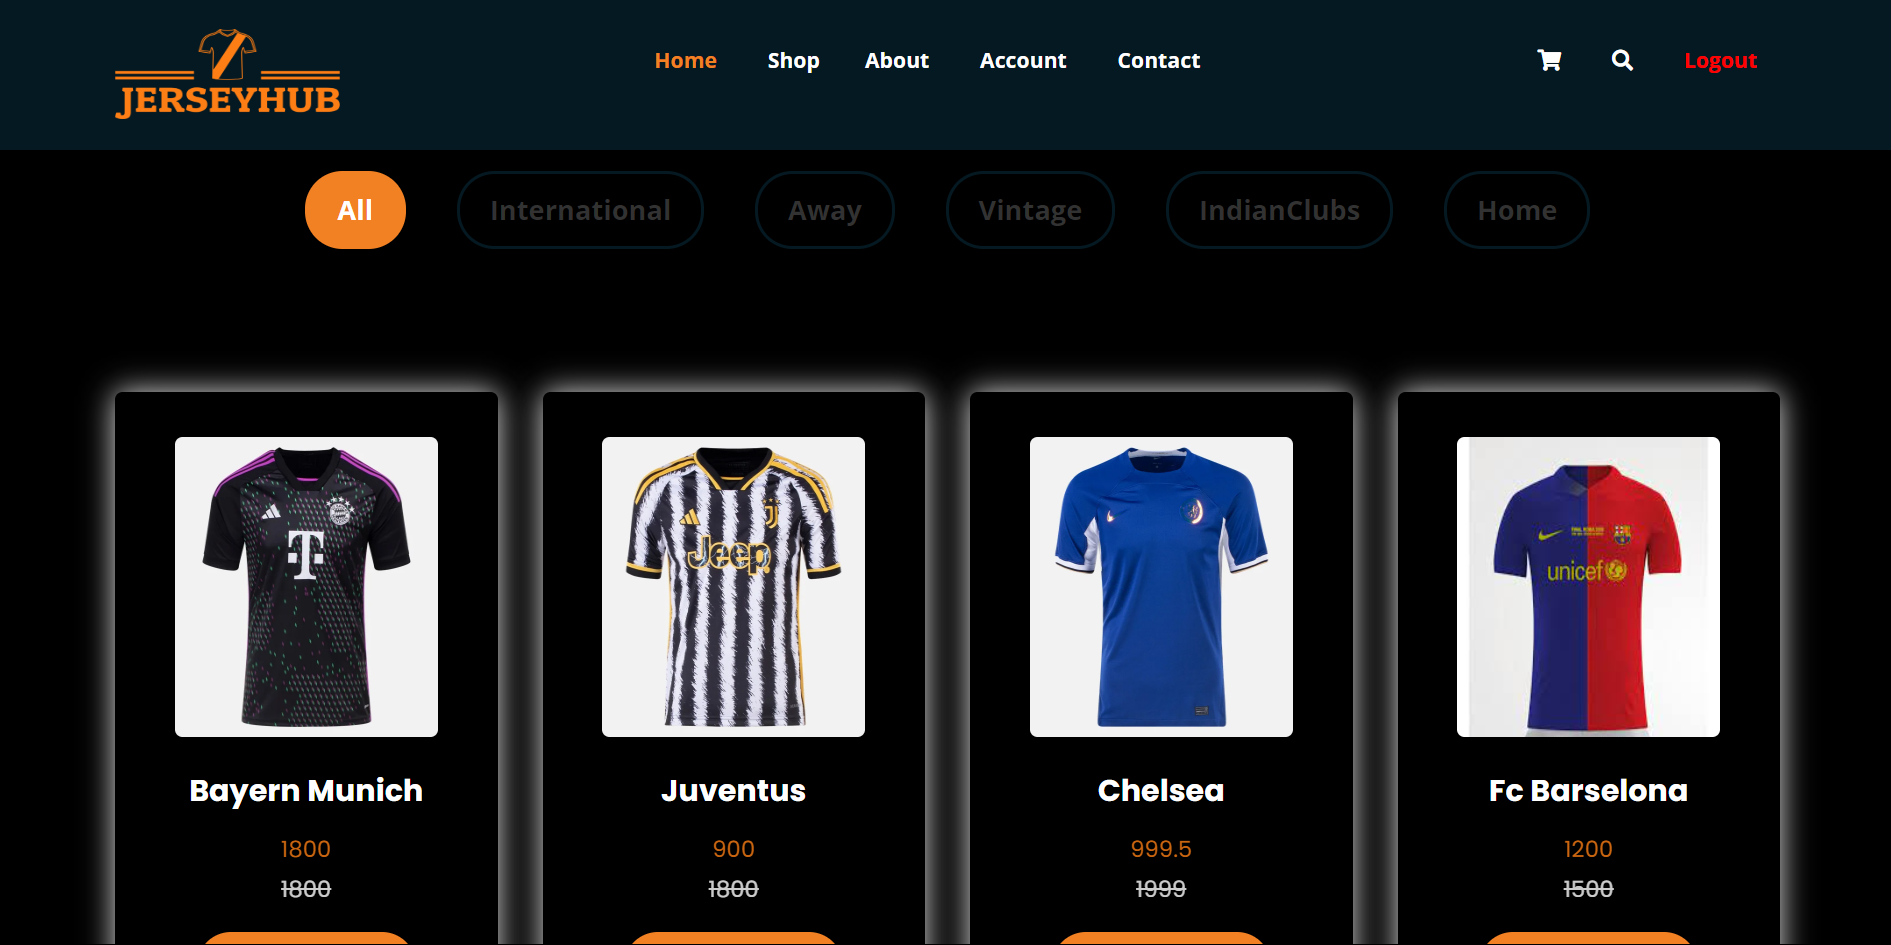 JERSEYHUB
Home Shop About Account Contact Logout
All International Away Vintage IndianClubs Home
T
Jeep
unicef
Bayern Munich Juventus Chelsea Fc Barselona
1800 900 999.5 1200
1800 1800 1999 1500